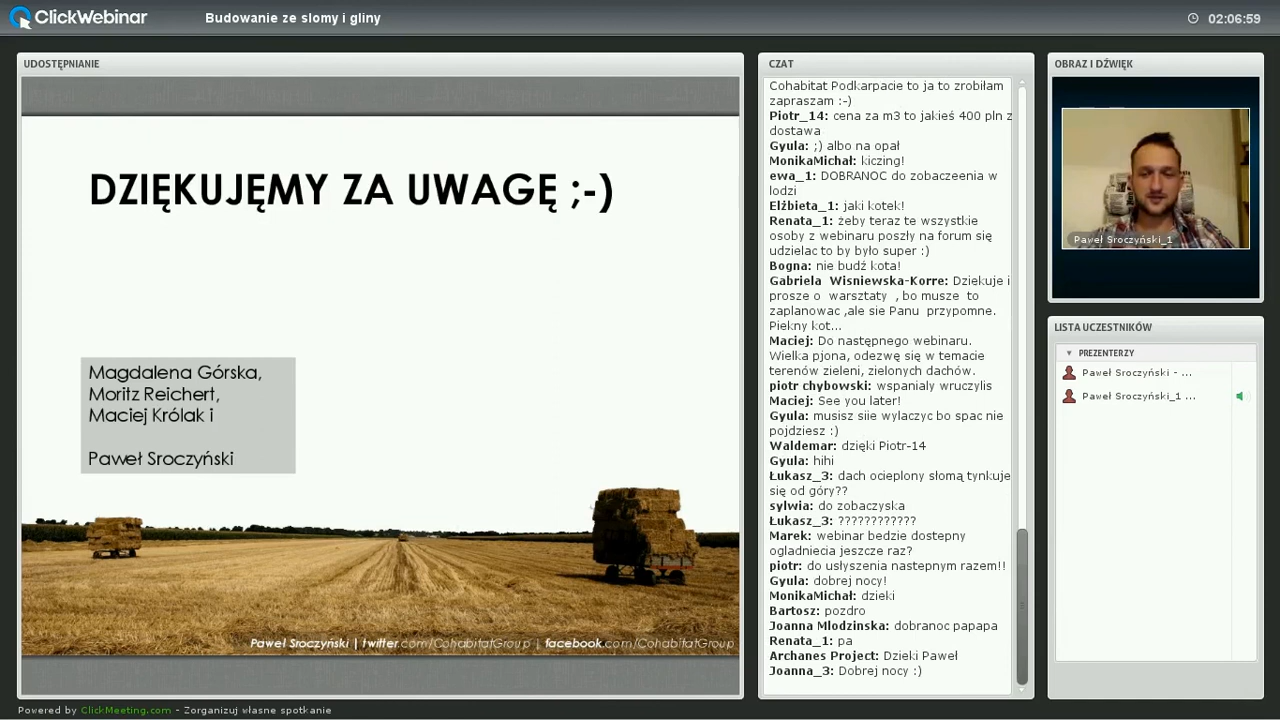 ClickWebinar
Budowanie ze slomy i gliny
02:06:59
UDOSTĘPNIANIE
DZIĘKUJĘMY ZA UWAGĘ ;-)
Magdalena Górska,
Moritz Reichert,
Maciej Królak i
Paweł Sroczyński
Paweł Sroczyński | twitter.com/CohabitatGroup | facebook.com/CohabitatGroup
CZAT
Cohabitat Podkarpacie to ja to zrobiłam
zapraszam :-)
Piotr_14: cena za m3 to jakieś 400 pln z
dostawa
Gyula: ;) albo na opał
MonikaMichał: kiczing!
ewa_1: DOBRANOC do zobaczeenia w
lodzi
Elżbieta_1: jaki kotek!
Renata_1: żeby teraz te wszystkie
osoby z webinaru poszły na forum się
udzielac to by było super :)
Bogna: nie budź kota!
Gabriela Wisniewska-Korre: Dziękuje i
prosze o warsztaty , bo musze to
zaplanowac ,ale sie Panu przypomne.
Piekny kot...
Maciej: Do następnego webinaru.
Wielka pjona, odezwę się w temacie
terenów zieleni, zielonych dachów.
piotr chybowski: wspanialy wruczylis
Maciej: See you later!
Gyula: musisz siie wylaczyc bo spac nie
pojdziesz :)
Waldemar: dzięki Piotr-14
Gyula: hihi
Łukasz_3: dach ocieplony słomą tynkuje
się od góry??
sylwia: do zobaczyska
Łukasz_3: ????????????
Marek: webinar bedzie dostepny
ogladniecia jeszcze raz?
piotr: do usłyszenia nastepnym razem!!
Gyula: dobrej nocy!
MonikaMichał: dzieki
Bartosz: pozdro
Joanna Mlodzinska: dobranoc papapa
Renata_1: pa
Archanes Project: Dzieki Paweł
Joanna_3: Dobrej nocy :)
OBRAZ I DŹWIĘK
Paweł Sroczyński_1
LISTA UCZESTNIKÓW
PREZENTERZY
Paweł Sroczyński - ...
Paweł Sroczyński_1 ...
Powered by ClickMeeting.com - Zorganizuj własne spotkanie